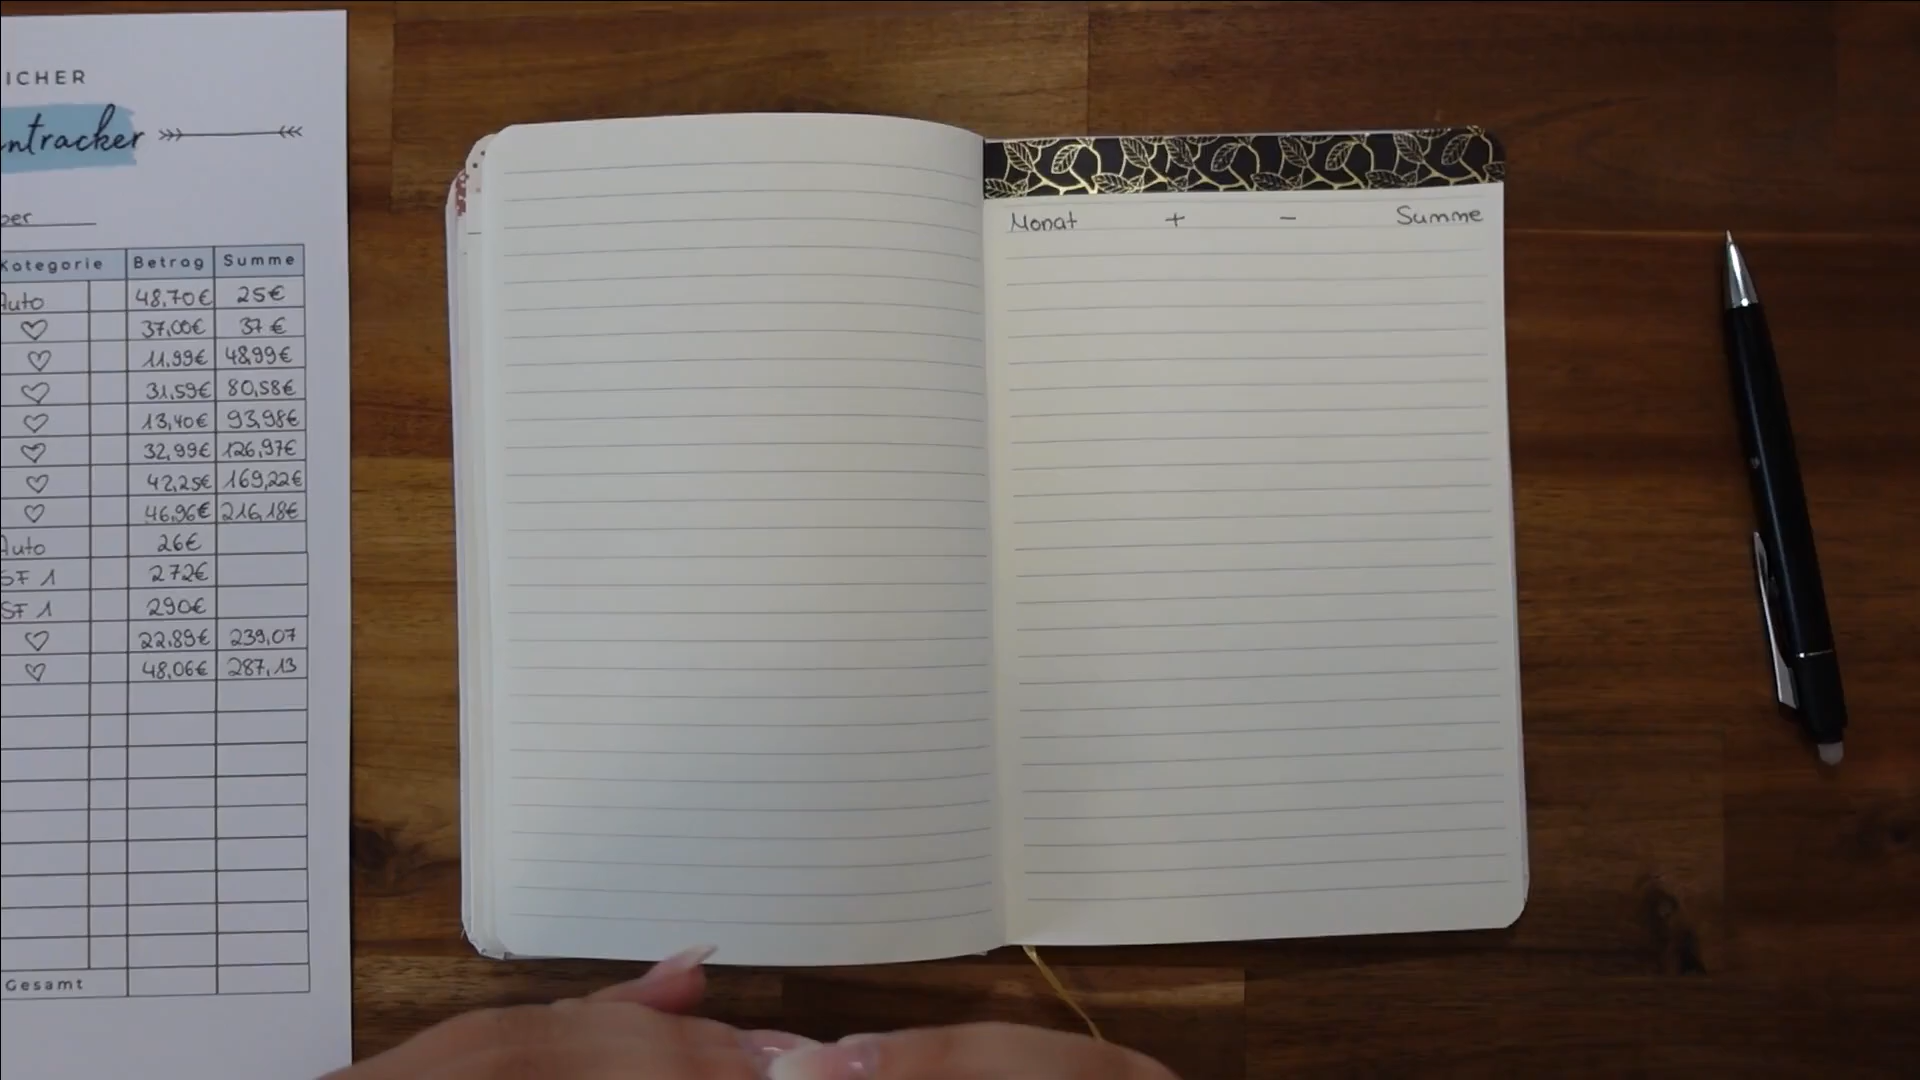 ICHER
ntracker
ber
Kategorie Betrag Summe
Auto 48,70€ 25€
♡ 37,00€ 37€
♡ 11,99€ 48,99€
♡ 31,59€ 80,58€
♡ 13,40€ 93,98€
♡ 32,99€ 126,97€
♡ 42,25€ 169,22€
♡ 46,96€ 216,18€
Auto 26€
SF 1 272€
SF 1 290€
♡ 22,89€ 239,07
♡ 48,06€ 287,13
Gesamt
Monat + - Summe